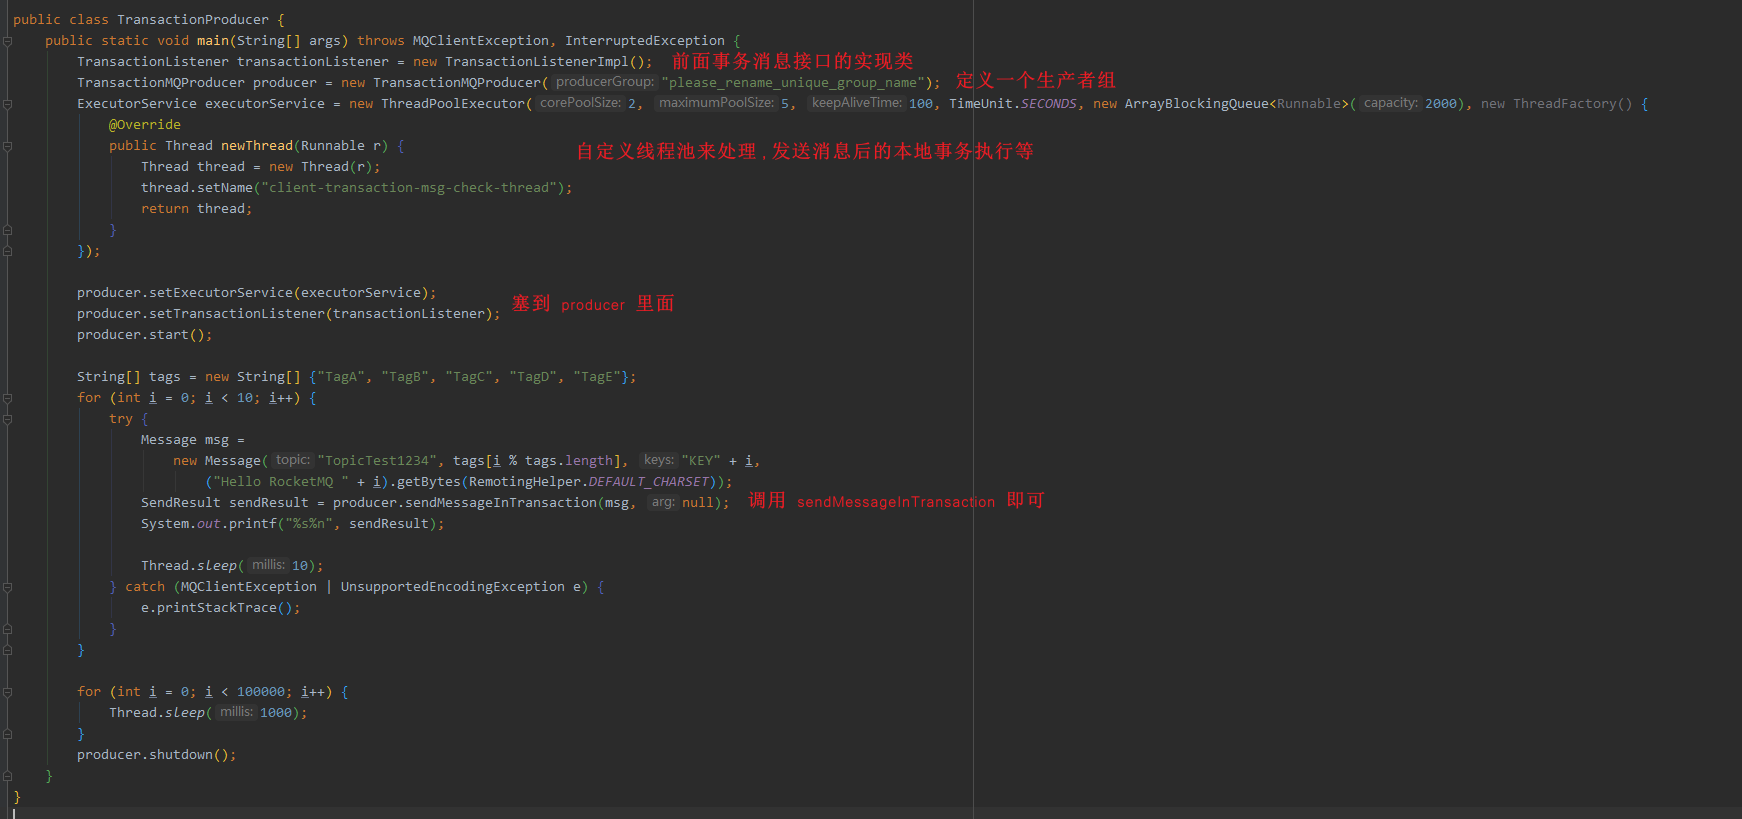 public class TransactionProducer {
public static void main(String[] args) throws MQClientException, InterruptedException {
TransactionListener transactionListener = new TransactionListenerImpl(); 前面事务消息接口的实现类
TransactionMQProducer producer = new TransactionMQProducer( producerGroup: "please_rename_unique_group_name"); 定义一个生产者组
ExecutorService executorService = new ThreadPoolExecutor( corePoolSize: 2, maximumPoolSize: 5, keepAliveTime: 100, TimeUnit.SECONDS, new ArrayBlockingQueue<Runnable>( capacity: 2000), new ThreadFactory() {
@Override
public Thread newThread(Runnable r) { 自定义线程池来处理,发送消息后的本地事务执行等
Thread thread = new Thread(r);
thread.setName("client-transaction-msg-check-thread");
return thread;
}
});
producer.setExecutorService(executorService); 塞到 producer 里面
producer.setTransactionListener(transactionListener);
producer.start();
String[] tags = new String[] {"TagA", "TagB", "TagC", "TagD", "TagE"};
for (int i = 0; i < 10; i++) {
try {
Message msg =
new Message( topic: "TopicTest1234", tags[i % tags.length], keys: "KEY" + i,
("Hello RocketMQ " + i).getBytes(RemotingHelper.DEFAULT_CHARSET));
SendResult sendResult = producer.sendMessageInTransaction(msg, arg: null); 调用 sendMessageInTransaction 即可
System.out.printf("%s%n", sendResult);
Thread.sleep( millis: 10);
} catch (MQClientException | UnsupportedEncodingException e) {
e.printStackTrace();
}
}
for (int i = 0; i < 100000; i++) {
Thread.sleep( millis: 1000);
}
producer.shutdown();
}
}